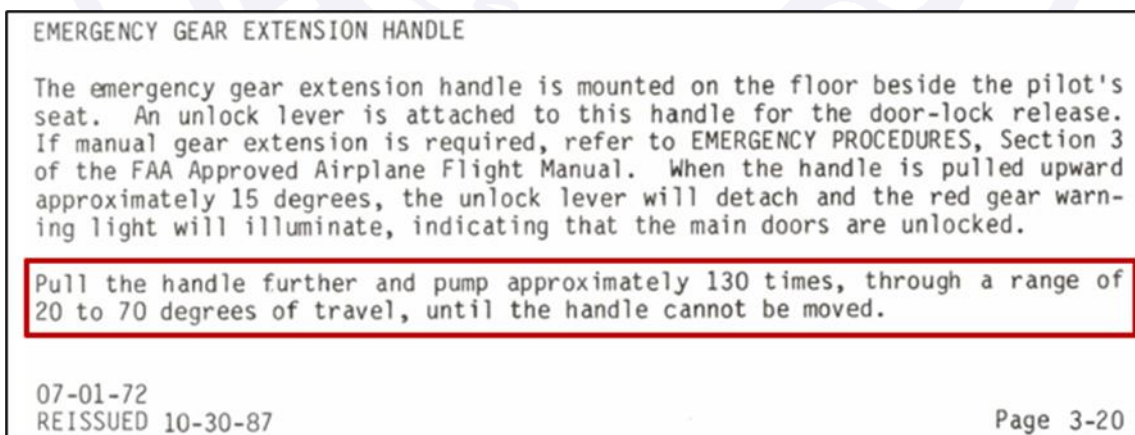 EMERGENCY GEAR EXTENSION HANDLE
The emergency gear extension handle is mounted on the floor beside the pilot's
seat. An unlock lever is attached to this handle for the door-lock release.
If manual gear extension is required, refer to EMERGENCY PROCEDURES, Section 3
of the FAA Approved Airplane Flight Manual. When the handle is pulled upward
approximately 15 degrees, the unlock lever will detach and the red gear warn-
ing light will illuminate, indicating that the main doors are unlocked.
Pull the handle further and pump approximately 130 times, through a range of
20 to 70 degrees of travel, until the handle cannot be moved.
07-01-72
REISSUED 10-30-87
Page 3-20